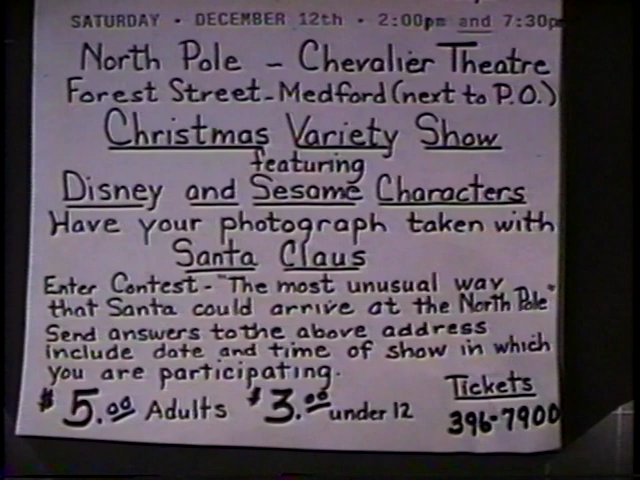 SATURDAY • DECEMBER 12th • 2:00pm and 7:30pm
North Pole - Chevalier Theatre
Forest Street - Medford (next to P.O.)
Christmas Variety Show
featuring
Disney and Sesame Characters
Have your photograph taken with
Santa Claus
Enter Contest - "The most unusual way
that Santa could arrive at the North Pole"
Send answers to the above address
include date and time of show in which
you are participating.
$5.00 Adults $3.00 under 12
Tickets
396-7900